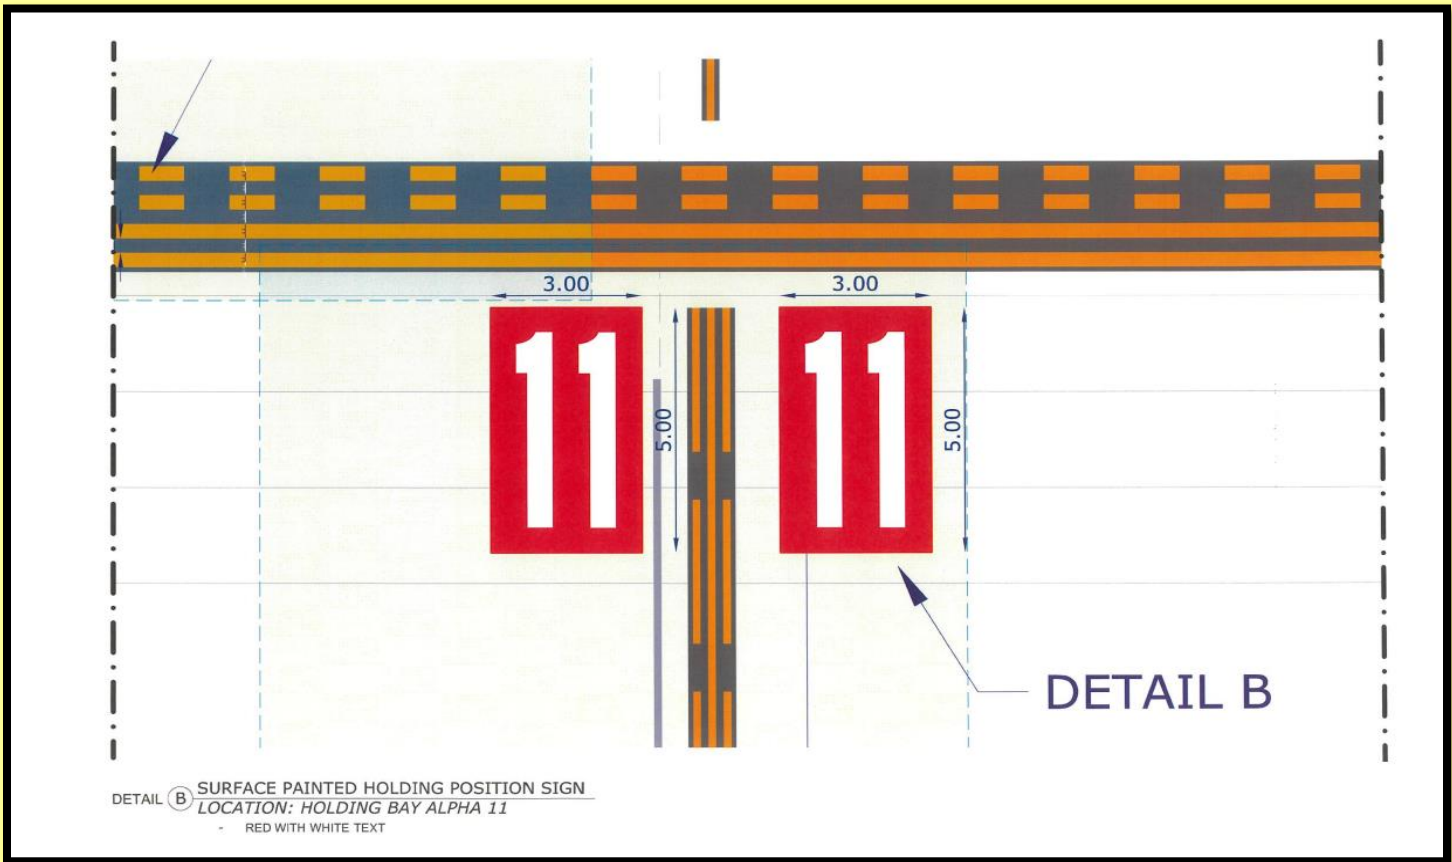 3.00
3.00
11
11
5.00
5.00
DETAIL B
DETAIL B SURFACE PAINTED HOLDING POSITION SIGN
LOCATION: HOLDING BAY ALPHA 11
- RED WITH WHITE TEXT